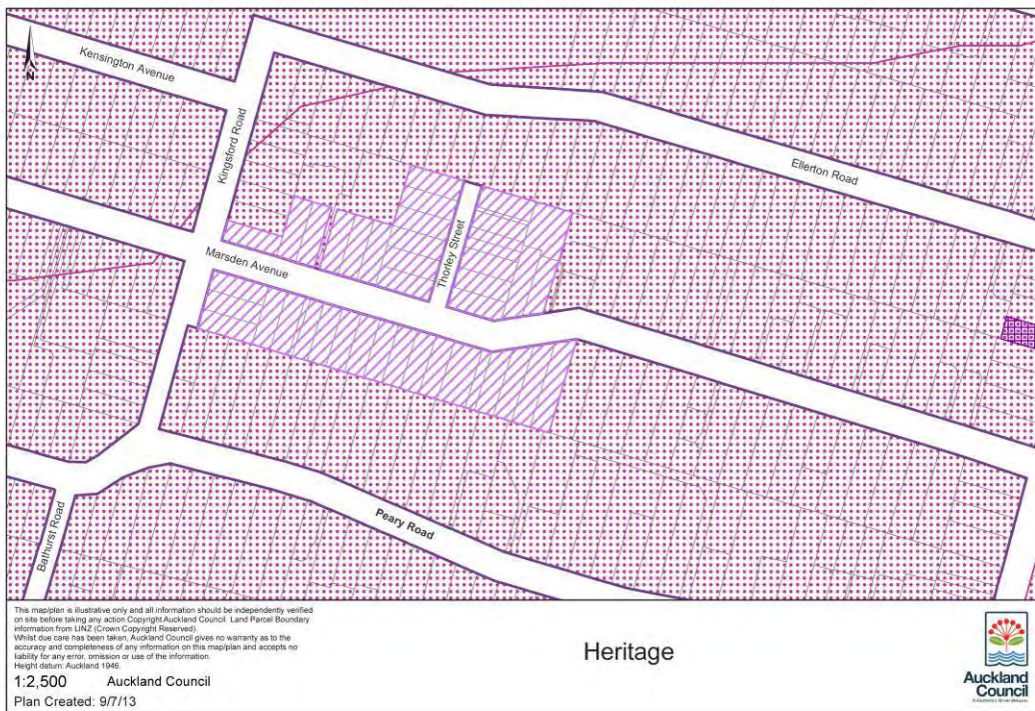 Kensington Avenue
N
Kingsford Road
Ellerton Road
Thorley Street
Marsden Avenue
Peary Road
Bathurst Road
This map/plan is illustrative only and all information should be independently verified
on site before taking any action.Copyright Auckland Council. Land Parcel Boundary
information from LINZ (Crown Copyright Reserved).
Whilst due care has been taken, Auckland Council gives no warranty as to the
accuracy and completeness of any information on this map/plan and accepts no
liability for any error, omission or use of the information.
Height datum: Auckland 1946.
1:2,500 Auckland Council
Plan Created: 9/7/13
Heritage
Auckland
Council